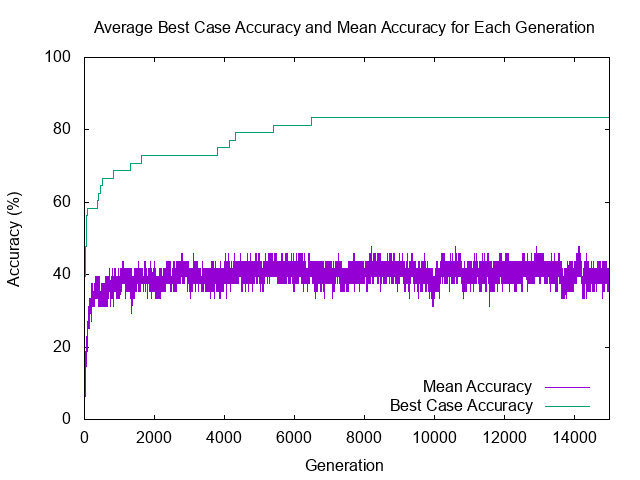 Average Best Case Accuracy and Mean Accuracy for Each Generation
100
80
60
40
20
0
Accuracy (%)
Mean Accuracy
Best Case Accuracy
0 2000 4000 6000 8000 10000 12000 14000
Generation